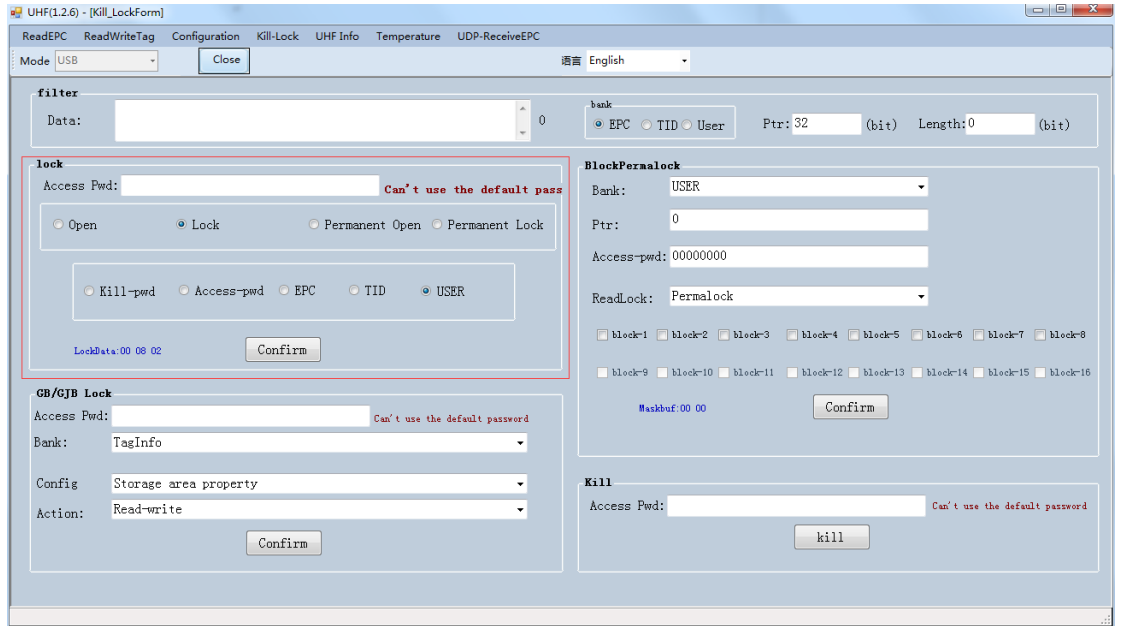 UHF(1.2.6) - [Kill_LockForm]
ReadEPC ReadWriteTag Configuration Kill-Lock UHF Info Temperature UDP-ReceiveEPC
Mode USB Close 语言 English
filter
Data: 0
bank
EPC TID User Ptr: 32 (bit) Length: 0 (bit)
lock
Access Pwd: Can't use the default pass
Open Lock Permanent Open Permanent Lock
Kill-pwd Access-pwd EPC TID USER
LockData:00 08 02 Confirm
BlockPermalock
Bank: USER
Ptr: 0
Access-pwd: 00000000
ReadLock: Permalock
block-1 block-2 block-3 block-4 block-5 block-6 block-7 block-8
block-9 block-10 block-11 block-12 block-13 block-14 block-15 block-16
Maskbuf:00 00 Confirm
GB/GJB Lock
Access Pwd: Can't use the default password
Bank: TagInfo
Config Storage area property
Action: Read-write
Confirm
Kill
Access Pwd: Can't use the default password
kill